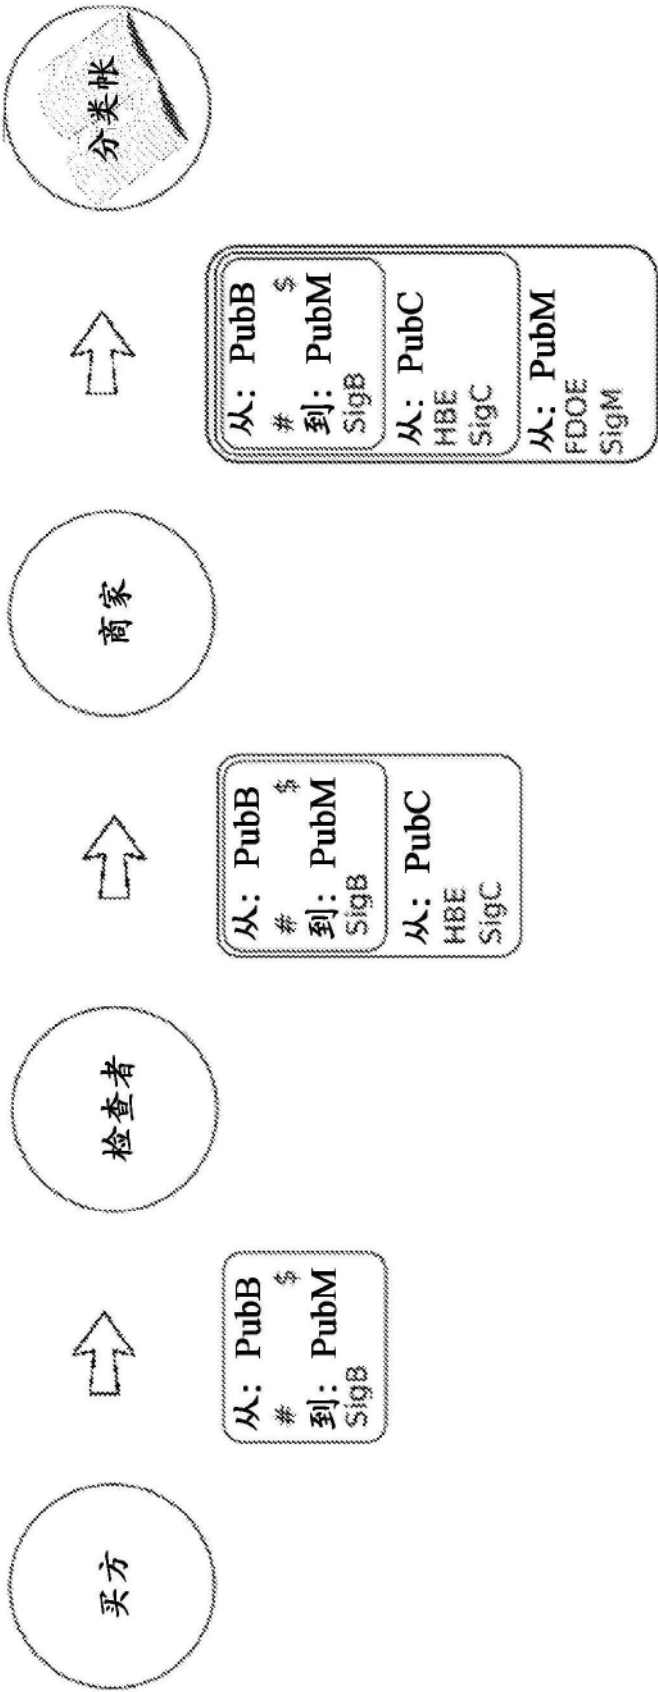 买方
从: PubB
# $
到: PubM
SigB
检查者
从: PubB
# $
到: PubM
SigB
从: PubC
HBE
SigC
商家
从: PubB
# $
到: PubM
SigB
从: PubC
HBE
SigC
从: PubM
FDOE
SigM
分类帐